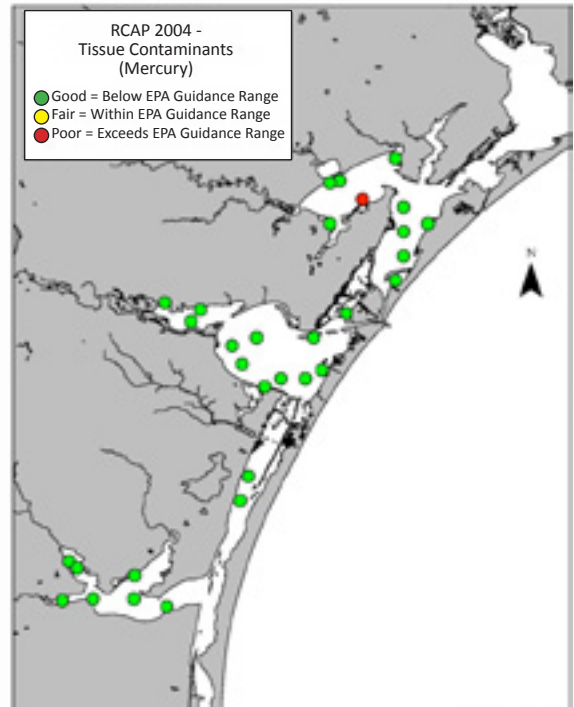 RCAP 2004 -
Tissue Contaminants
(Mercury)
Good = Below EPA Guidance Range
Fair = Within EPA Guidance Range
Poor = Exceeds EPA Guidance Range
N